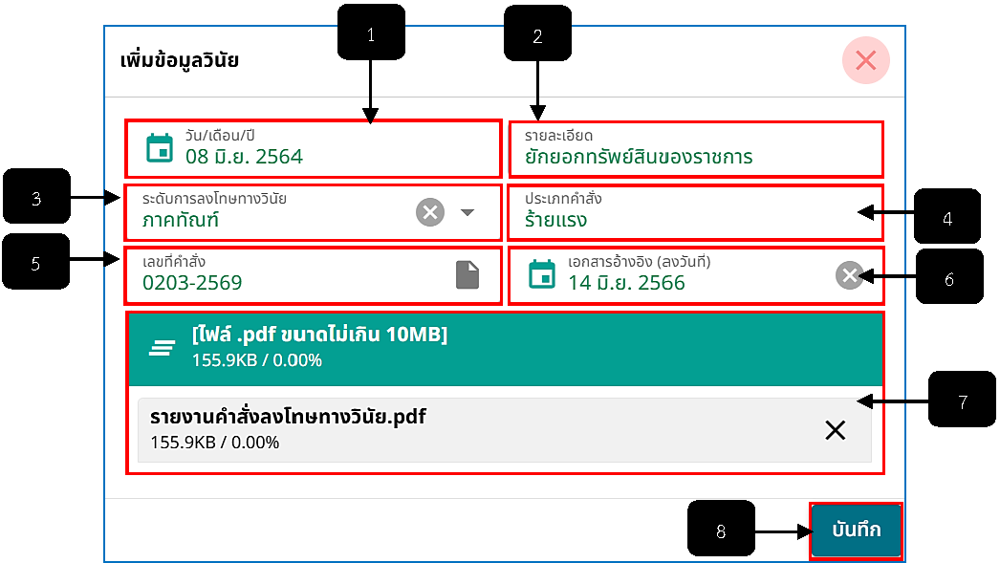 1
2
เพิ่มข้อมูลวินัย
วัน/เดือน/ปี
08 มิ.ย. 2564
รายละเอียด
ยักยอกทรัพย์สินของราชการ
3
ระดับการลงโทษทางวินัย
ภาคทัณฑ์
ประเภทคำสั่ง
ร้ายแรง
4
5
เลขที่คำสั่ง
0203-2569
เอกสารอ้างอิง (ลงวันที่)
14 มิ.ย. 2566
6
[ไฟล์ .pdf ขนาดไม่เกิน 10MB]
155.9KB / 0.00%
7
รายงานคำสั่งลงโทษทางวินัย.pdf
155.9KB / 0.00%
8
บันทึก